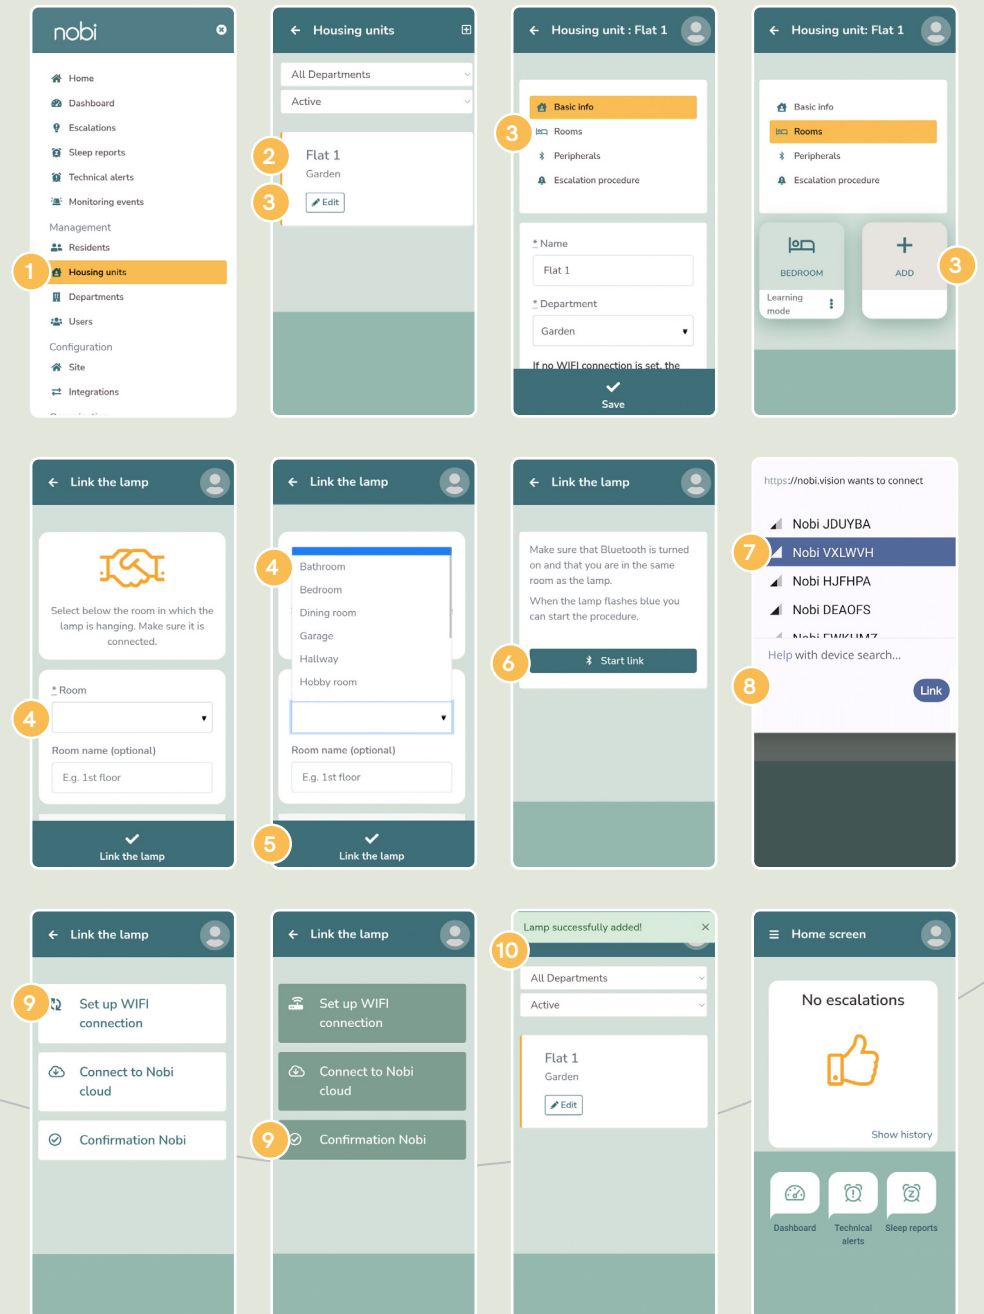 nobi
Home
Dashboard
Escalations
Sleep reports
Technical alerts
Monitoring events
Management
Residents
1
Housing units
Departments
Users
Configuration
Site
Integrations
Housing units
All Departments
Active
2
Flat 1
Garden
3
Edit
Housing unit : Flat 1
Basic info
3
Rooms
Peripherals
Escalation procedure
* Name
Flat 1
* Department
Garden
If no WIFI connection is set, the
Save
Housing unit: Flat 1
Basic info
Rooms
Peripherals
Escalation procedure
BEDROOM
ADD
3
Learning
mode
Link the lamp
Select below the room in which the
lamp is hanging. Make sure it is
connected.
* Room
4
Room name (optional)
E.g. 1st floor
Link the lamp
Link the lamp
4
Bathroom
Bedroom
Dining room
Garage
Hallway
Hobby room
Room name (optional)
E.g. 1st floor
5
Link the lamp
Link the lamp
Make sure that Bluetooth is turned
on and that you are in the same
room as the lamp.
When the lamp flashes blue you
can start the procedure.
6
Start link
https://nobi.vision wants to connect
Nobi JDUYBA
7
Nobi VXLWVH
Nobi HJFHPA
Nobi DEAOFS
Help with device search...
8
Link
Link the lamp
9
Set up WIFI
connection
Connect to Nobi
cloud
Confirmation Nobi
Link the lamp
Set up WIFI
connection
Connect to Nobi
cloud
9
Confirmation Nobi
Lamp successfully added!
10
All Departments
Active
Flat 1
Garden
Edit
Home screen
No escalations
Show history
Dashboard
Technical
alerts
Sleep reports